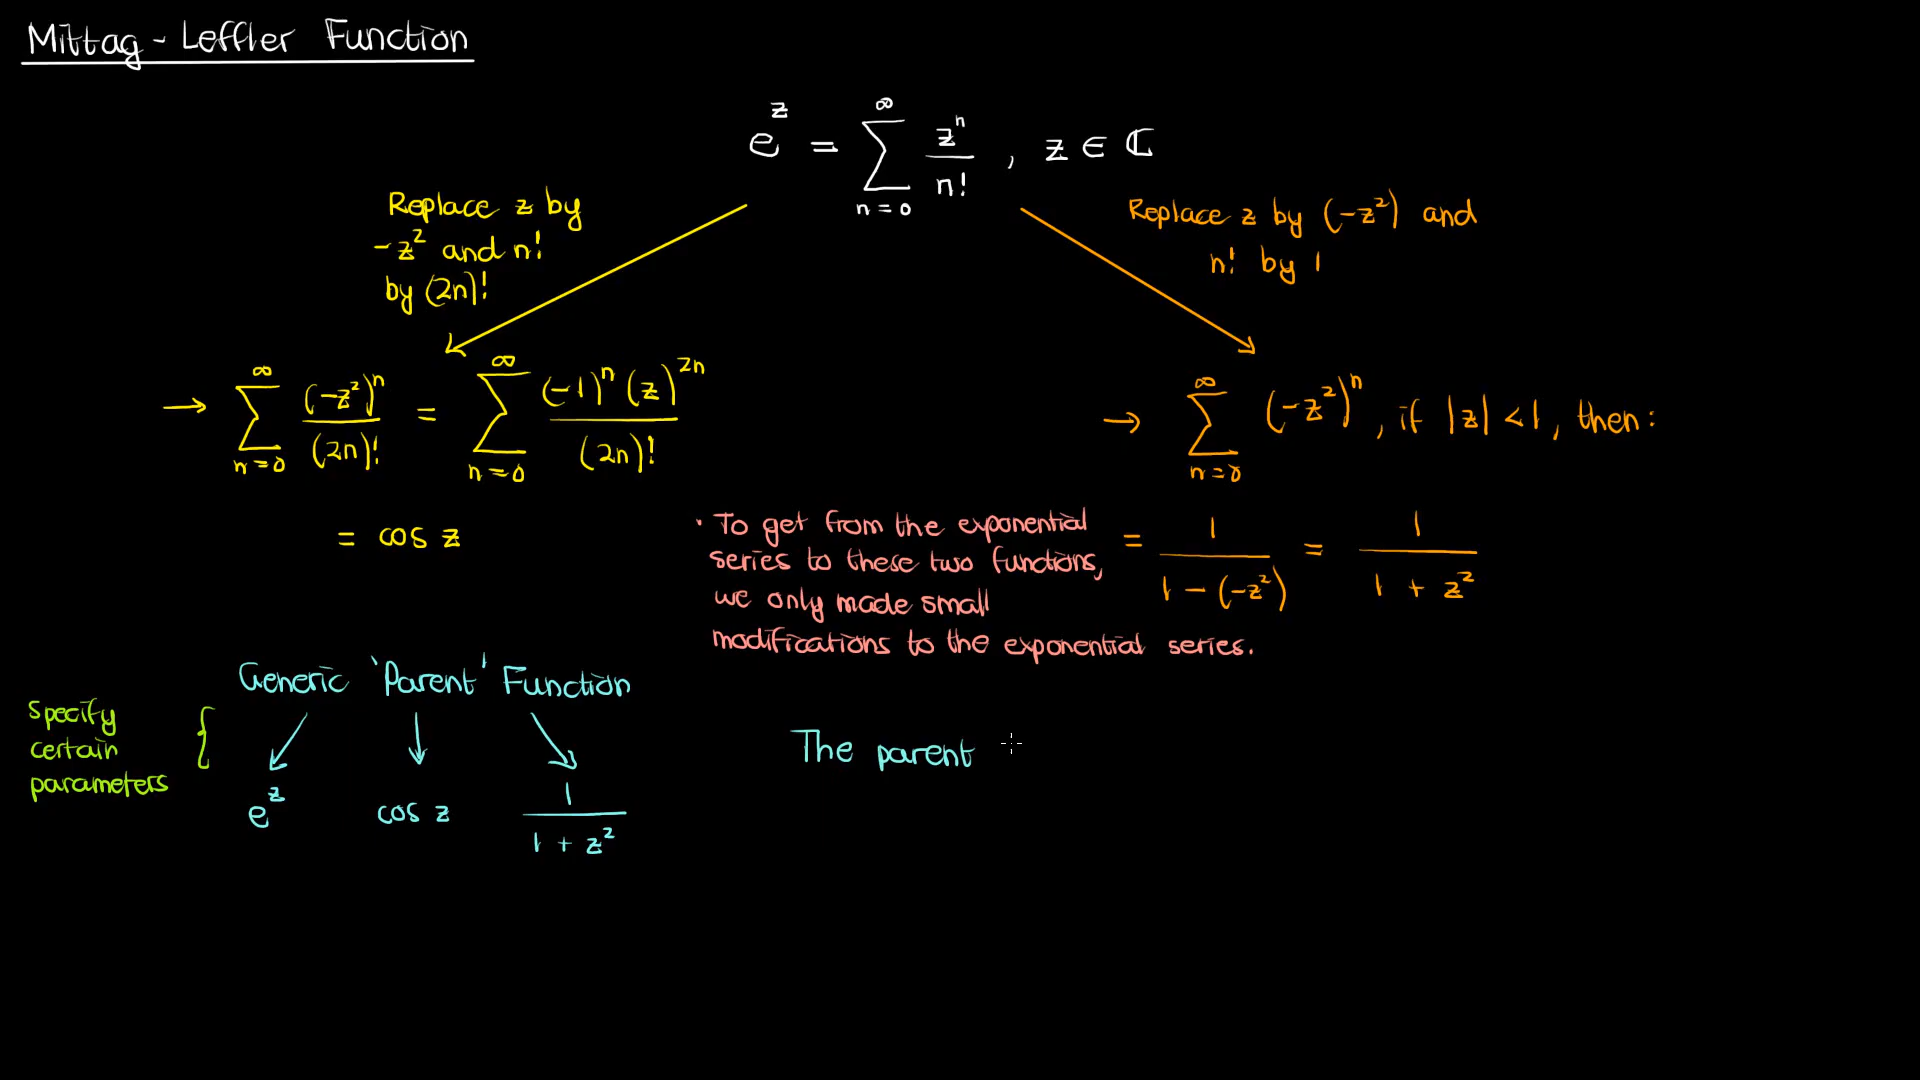 Mittag-Leffler Function
e^z = ∑_{n=0}^{∞} z^n / n! , z ∈ ℂ
Replace z by
-z² and n!
by (2n)!
Replace z by (-z²) and
n! by 1
→ ∑_{n=0}^{∞} (-z²)^n / (2n)! = ∑_{n=0}^{∞} (-1)^n (z)^{2n} / (2n)!
= cos z
→ ∑_{n=0}^{∞} (-z²)^n , if |z| < 1, then:
= 1 / (1 - (-z²)) = 1 / (1 + z²)
· To get from the exponential
series to these two functions,
we only made small
modifications to the exponential series.
Generic 'Parent' Function
Specify
certain
parameters
e^z cos z 1 / (1 + z²)
The parent